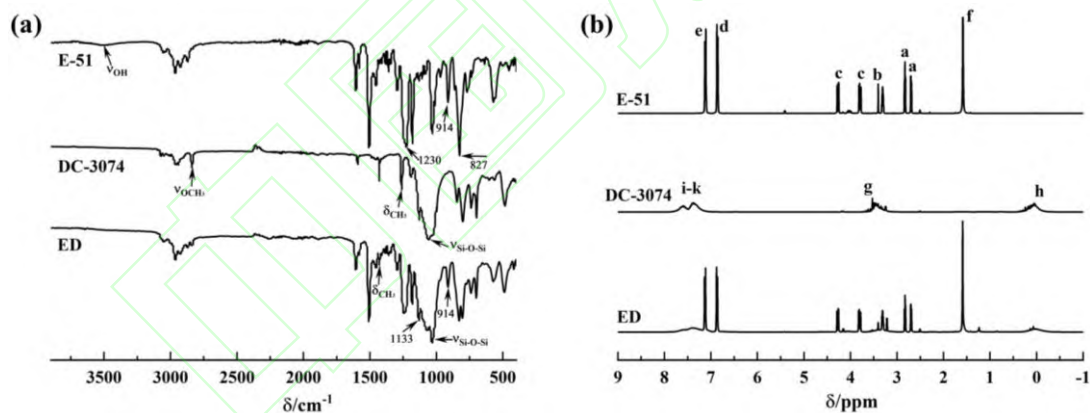 (a)
E-51
νOH
914
1230
827
DC-3074
νOCH₃
δCH₃
νSi-O-Si
ED
δCH₂
1133
914
νSi-O-Si
3500 3000 2500 2000 1500 1000 500
δ/cm⁻¹
(b)
f
e d
a
c c b a
E-51
DC-3074 i-k
g
h
ED
9 8 7 6 5 4 3 2 1 0 -1
δ/ppm